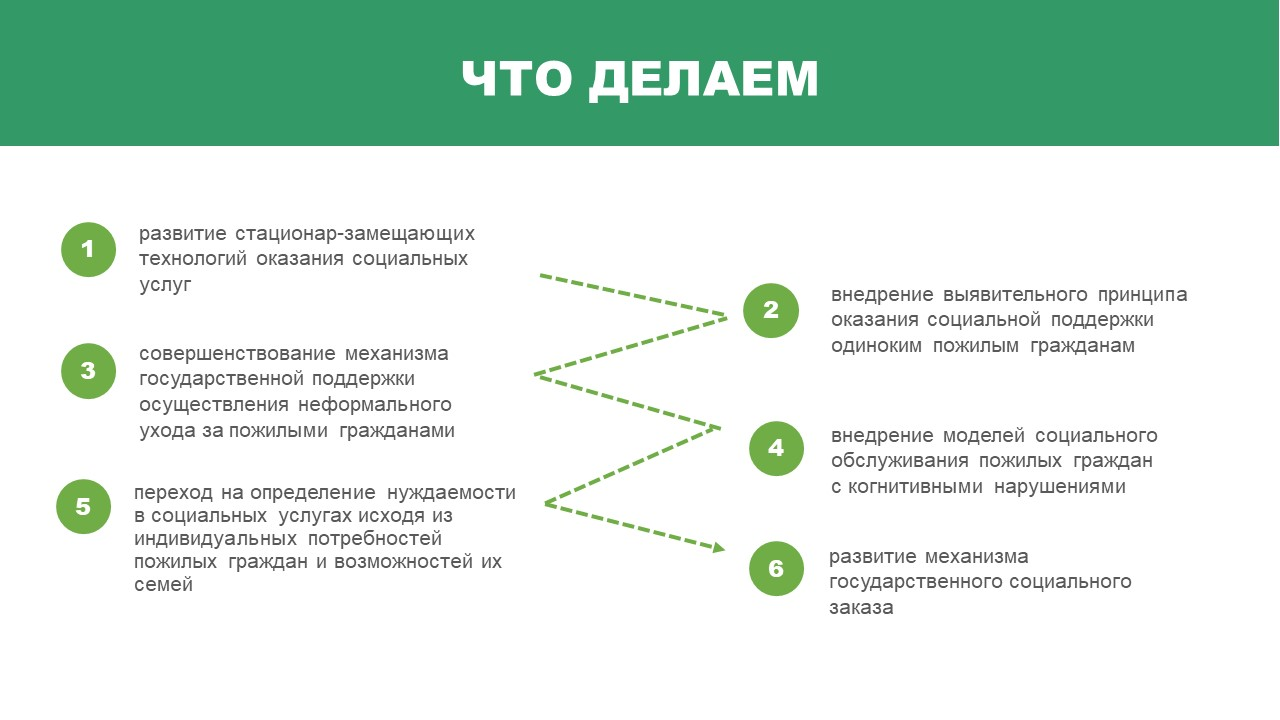 ЧТО ДЕЛАЕМ
1
развитие стационар-замещающих
технологий оказания социальных
услуг
2
внедрение выявительного принципа
оказания социальной поддержки
одиноким пожилым гражданам
3
совершенствование механизма
государственной поддержки
осуществления неформального
ухода за пожилыми гражданами
4
внедрение моделей социального
обслуживания пожилых граждан
с когнитивными нарушениями
5
переход на определение нуждаемости
в социальных услугах исходя из
индивидуальных потребностей
пожилых граждан и возможностей их
семей
6
развитие механизма
государственного социального
заказа